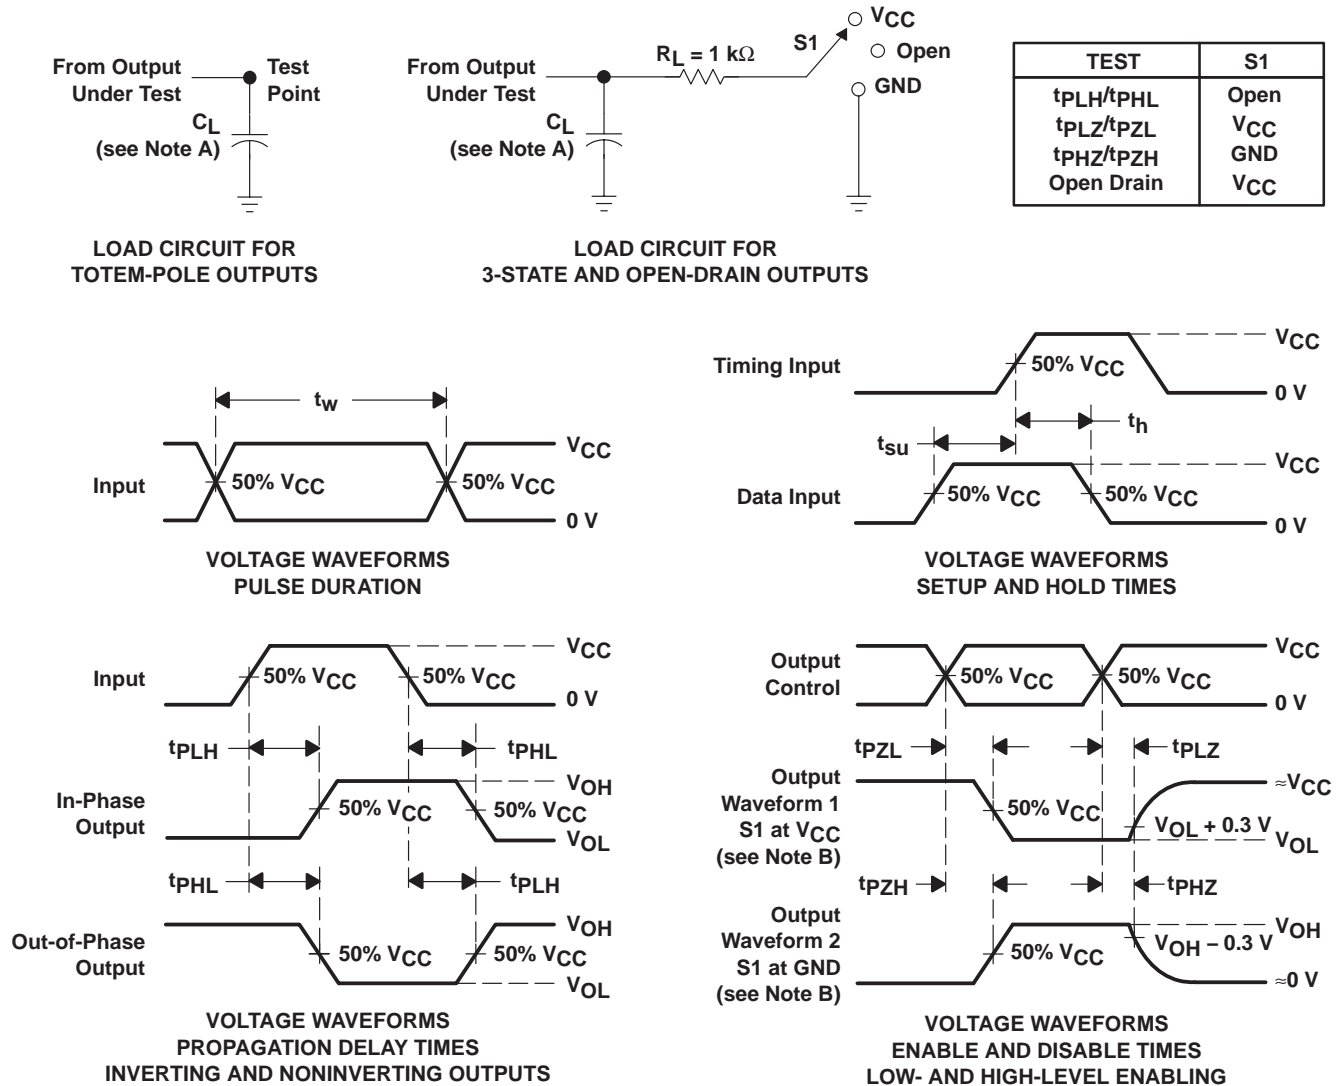 From Output
Under Test
Test
Point
CL
(see Note A)
LOAD CIRCUIT FOR
TOTEM-POLE OUTPUTS
From Output
Under Test
RL = 1 kΩ
S1
VCC
Open
GND
CL
(see Note A)
LOAD CIRCUIT FOR
3-STATE AND OPEN-DRAIN OUTPUTS
TEST S1
tPLH/tPHL Open
tPLZ/tPZL VCC
tPHZ/tPZH GND
Open Drain VCC
tw
Input
50% VCC
50% VCC
VCC
0 V
VOLTAGE WAVEFORMS
PULSE DURATION
Timing Input
50% VCC
VCC
0 V
tsu
th
Data Input
50% VCC
50% VCC
VCC
0 V
VOLTAGE WAVEFORMS
SETUP AND HOLD TIMES
Input
50% VCC
50% VCC
VCC
0 V
tPLH
tPHL
In-Phase
Output
50% VCC
50% VCC
VOH
VOL
tPHL
tPLH
Out-of-Phase
Output
50% VCC
50% VCC
VOH
VOL
VOLTAGE WAVEFORMS
PROPAGATION DELAY TIMES
INVERTING AND NONINVERTING OUTPUTS
Output
Control
50% VCC
50% VCC
VCC
0 V
tPZL
tPLZ
Output
Waveform 1
S1 at VCC
(see Note B)
50% VCC
≈VCC
VOL + 0.3 V
VOL
tPZH
tPHZ
Output
Waveform 2
S1 at GND
(see Note B)
50% VCC
VOH
VOH – 0.3 V
≈0 V
VOLTAGE WAVEFORMS
ENABLE AND DISABLE TIMES
LOW- AND HIGH-LEVEL ENABLING